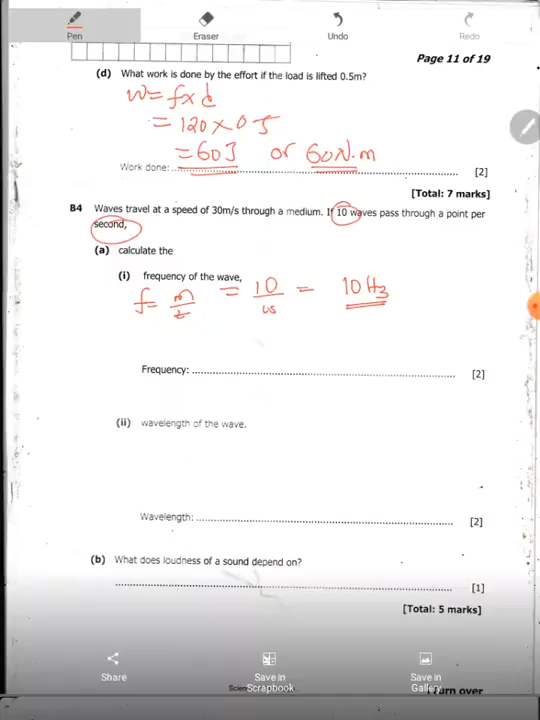 Pen
Eraser
Undo
Redo
Page 11 of 19
(d) What work is done by the effort if the load is lifted 0.5m?
W = f x d
= 120 x 0 5
= 60J or 60N.m
Work done: [2]
[Total: 7 marks]
B4 Waves travel at a speed of 30m/s through a medium. If 10 waves pass through a point per
second,
(a) calculate the
(i) frequency of the wave,
f = n/t = 10/ = 10Hz
Frequency: [2]
(ii) wavelength of the wave.
Wavelength: [2]
(b) What does loudness of a sound depend on?
[1]
[Total: 5 marks]
Share
Save in
Scrapbook
Save in
Gallery
Turn over